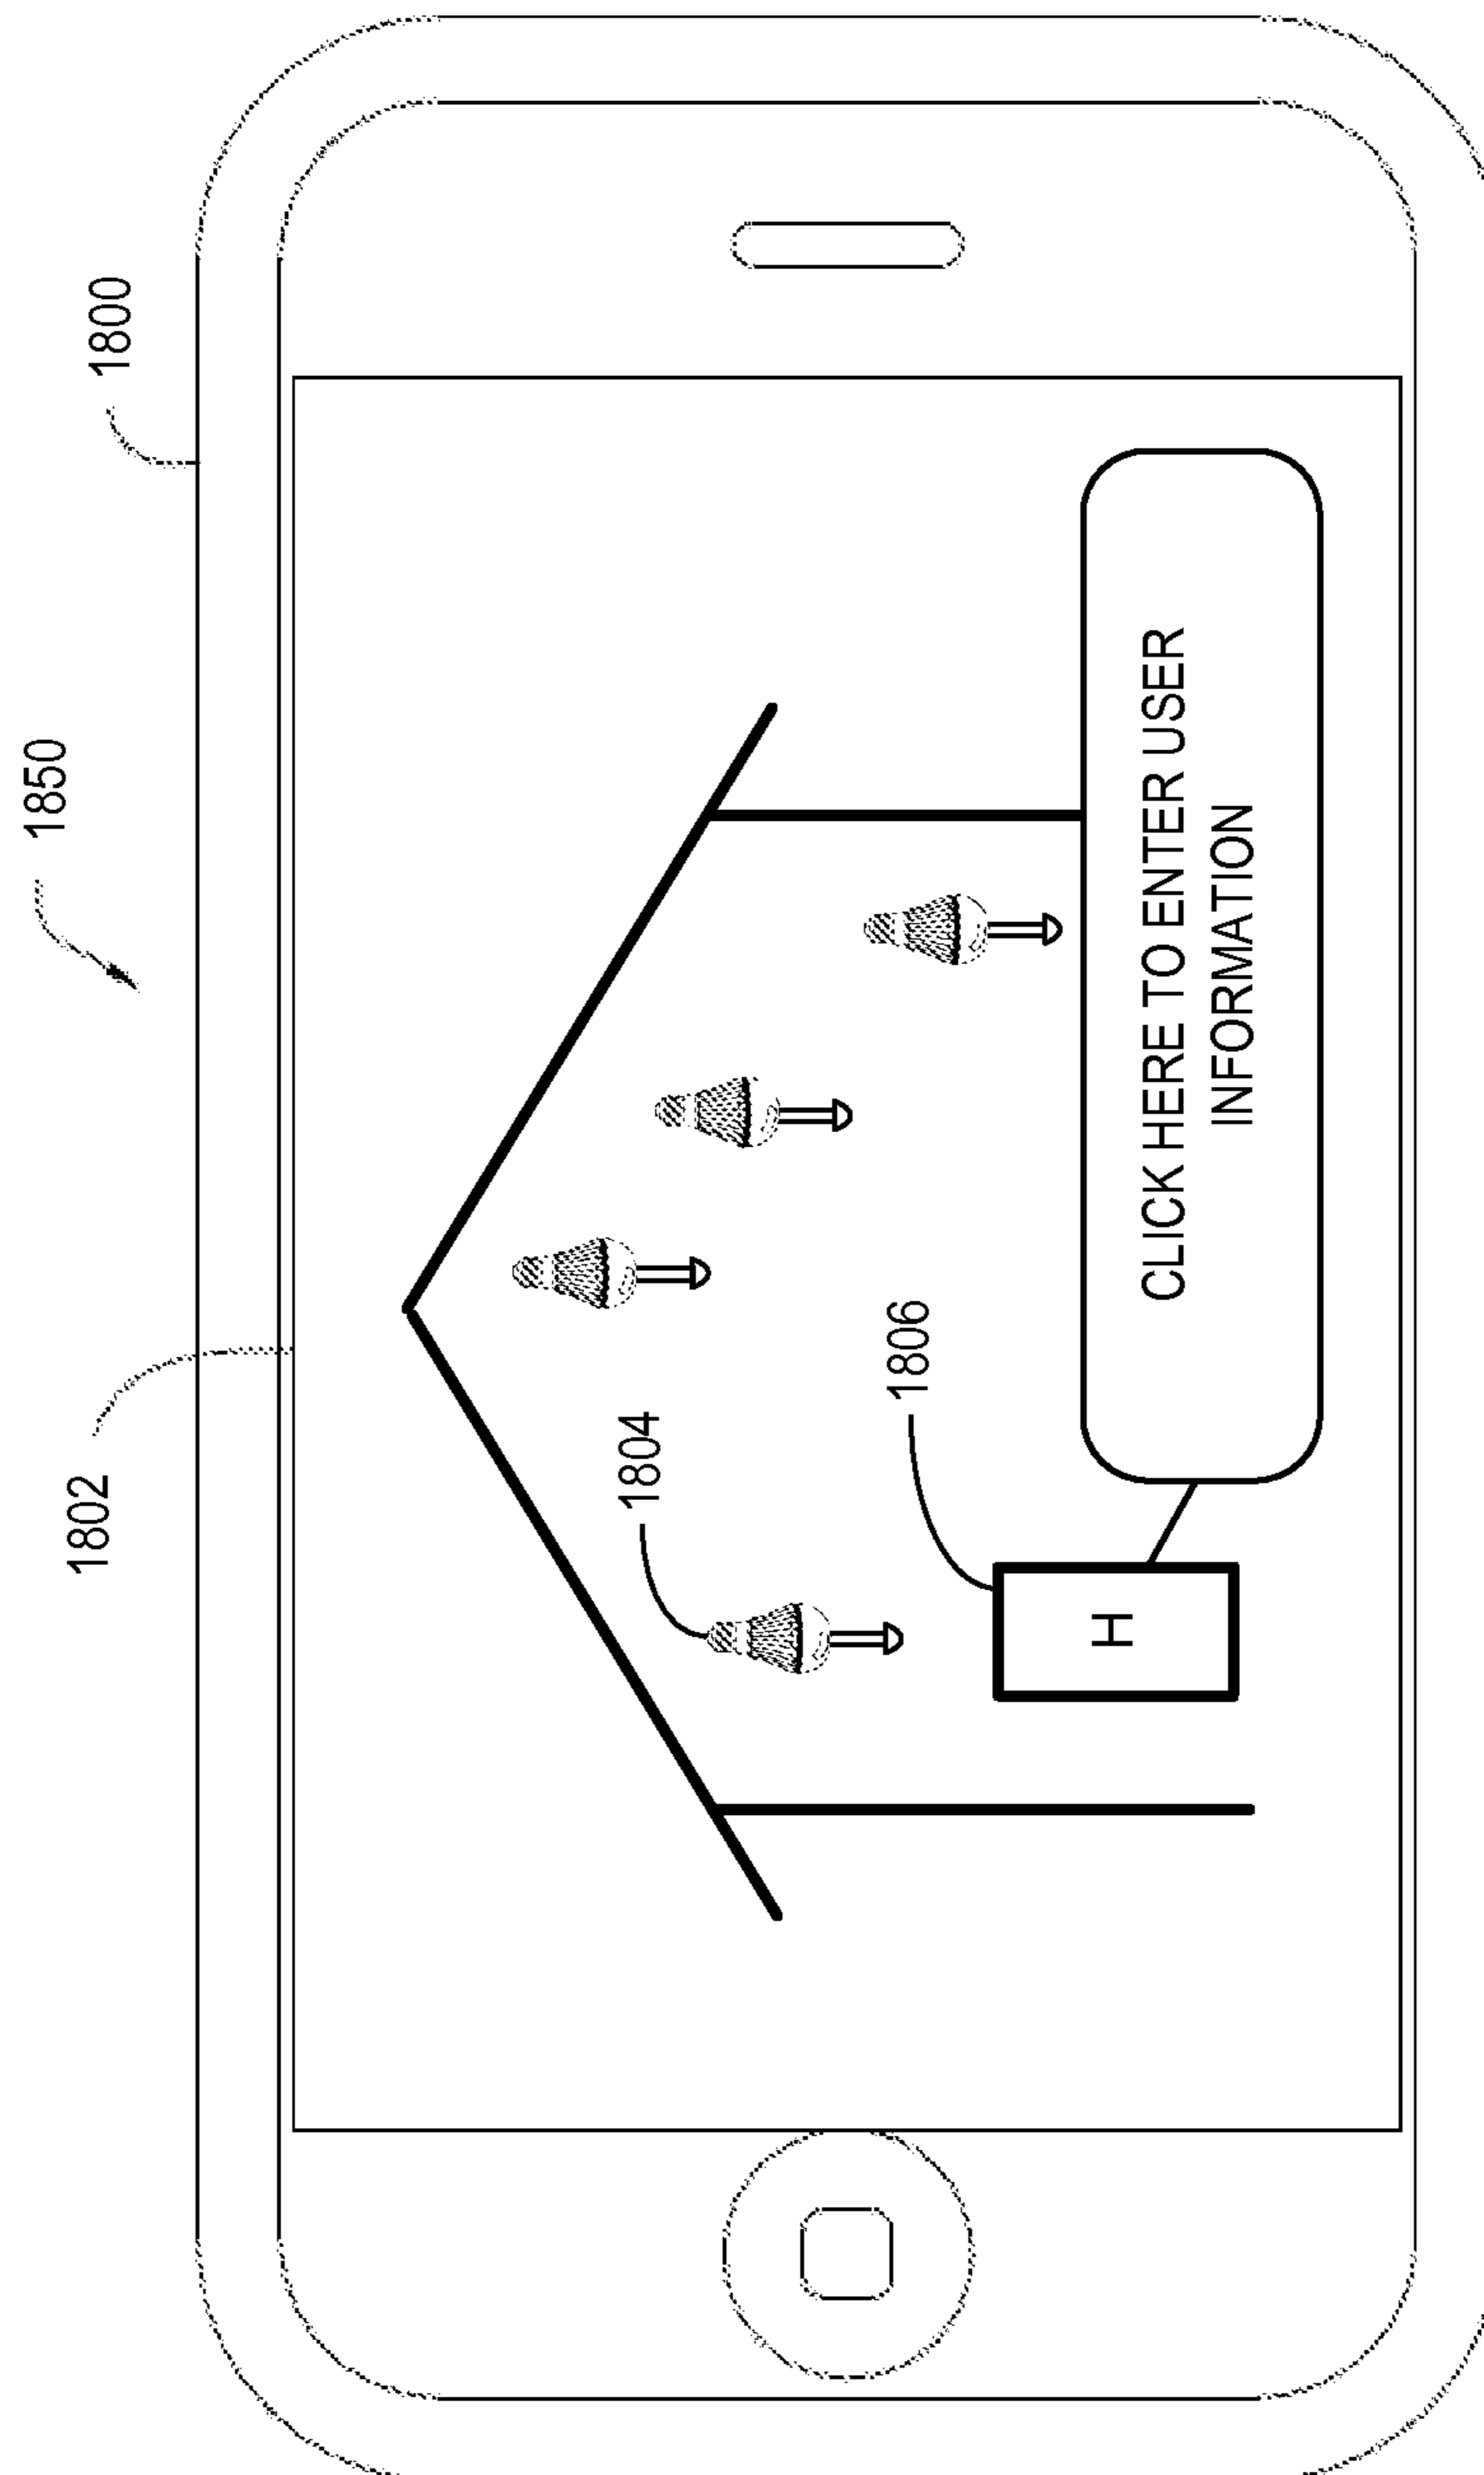 1850
1800
1802
1804
1806
H
CLICK HERE TO ENTER USER
INFORMATION